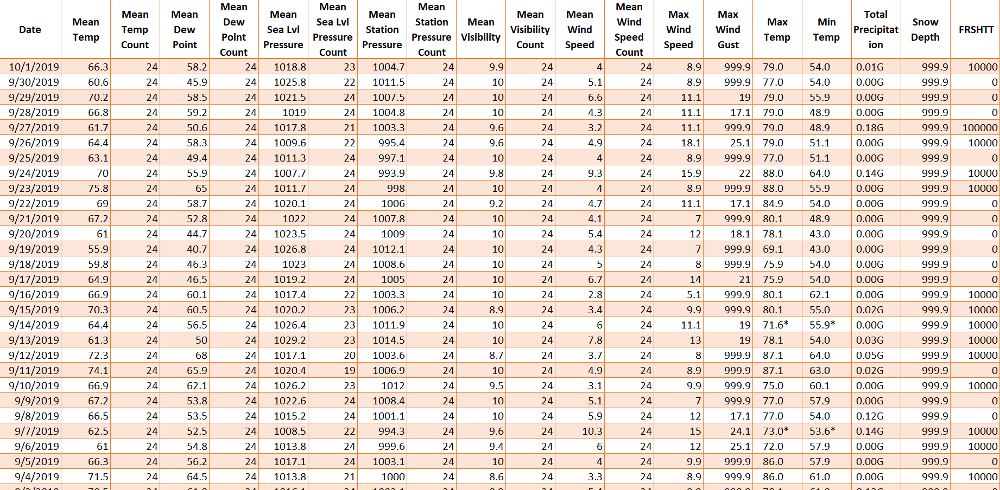 Date Mean Temp Mean Temp Count Mean Dew Point Mean Dew Point Count Mean Sea Lvl Pressure Mean Sea Lvl Pressure Count Mean Station Pressure Mean Station Pressure Count Mean Visibility Mean Visibility Count Mean Wind Speed Mean Wind Speed Count Max Wind Speed Max Wind Gust Max Temp Min Temp Total Precipitat ion Snow Depth FRSHTT
10/1/2019 66.3 24 58.2 24 1018.8 23 1004.7 24 9.9 24 4 24 8.9 999.9 79.0 54.0 0.01G 999.9 10000
9/30/2019 60.6 24 45.9 24 1025.8 22 1011.5 24 10 24 5.1 24 8.9 999.9 77.0 54.0 0.00G 999.9 0
9/29/2019 70.2 24 58.5 24 1021.5 24 1007.5 24 10 24 6.6 24 11.1 19 79.0 55.9 0.00G 999.9 0
9/28/2019 66.8 24 59.2 24 1019 24 1004.8 24 10 24 4.3 24 11.1 17.1 79.0 48.9 0.00G 999.9 0
9/27/2019 61.7 24 50.6 24 1017.8 21 1003.3 24 9.6 24 3.2 24 11.1 999.9 79.0 48.9 0.18G 999.9 100000
9/26/2019 64.4 24 58.3 24 1009.6 22 995.4 24 9.6 24 4.9 24 18.1 25.1 79.0 51.1 0.00G 999.9 10000
9/25/2019 63.1 24 49.4 24 1011.3 24 997.1 24 10 24 4 24 8.9 999.9 77.0 51.1 0.00G 999.9 0
9/24/2019 70 24 55.9 24 1007.7 24 993.9 24 9.8 24 9.3 24 15.9 22 88.0 64.0 0.14G 999.9 10000
9/23/2019 75.8 24 65 24 1011.7 24 998 24 10 24 4 24 8.9 999.9 88.0 55.9 0.00G 999.9 10000
9/22/2019 69 24 58.7 24 1020.1 24 1006 24 9.2 24 4.7 24 11.1 17.1 84.9 54.0 0.00G 999.9 0
9/21/2019 67.2 24 52.8 24 1022 24 1007.8 24 10 24 4.1 24 7 999.9 80.1 48.9 0.00G 999.9 0
9/20/2019 61 24 44.7 24 1023.5 24 1009 24 10 24 5.4 24 12 18.1 78.1 43.0 0.00G 999.9 0
9/19/2019 55.9 24 40.7 24 1026.8 24 1012.1 24 10 24 4.3 24 7 999.9 69.1 43.0 0.00G 999.9 0
9/18/2019 59.8 24 46.3 24 1023 24 1008.6 24 10 24 5 24 8 999.9 75.9 54.0 0.00G 999.9 0
9/17/2019 64.9 24 46.5 24 1019.2 24 1005 24 10 24 6.7 24 14 21 75.9 54.0 0.00G 999.9 0
9/16/2019 66.9 24 60.1 24 1017.4 22 1003.3 24 10 24 2.8 24 5.1 999.9 80.1 62.1 0.00G 999.9 10000
9/15/2019 70.3 24 60.5 24 1020.2 23 1006.2 24 8.9 24 3.4 24 9.9 999.9 80.1 55.0 0.02G 999.9 10000
9/14/2019 64.4 24 56.5 24 1026.4 23 1011.9 24 10 24 6 24 11.1 19 71.6* 55.9* 0.00G 999.9 10000
9/13/2019 61.3 24 50 24 1029.2 23 1014.5 24 10 24 7.8 24 13 19 78.1 54.0 0.03G 999.9 10000
9/12/2019 72.3 24 68 24 1017.1 20 1003.6 24 8.7 24 3.7 24 8 999.9 87.1 64.0 0.05G 999.9 10000
9/11/2019 74.1 24 65.9 24 1020.4 19 1006.9 24 10 24 4.9 24 8.9 999.9 87.1 63.0 0.02G 999.9 0
9/10/2019 66.9 24 62.1 24 1026.2 23 1012 24 9.5 24 3.1 24 9.9 999.9 75.0 60.1 0.00G 999.9 10000
9/9/2019 67.2 24 53.8 24 1022.6 24 1008.4 24 10 24 5.1 24 7 999.9 77.0 57.9 0.00G 999.9 0
9/8/2019 66.5 24 53.5 24 1015.2 24 1001.1 24 10 24 5.9 24 12 17.1 77.0 54.0 0.12G 999.9 0
9/7/2019 62.5 24 52.5 24 1008.5 22 994.3 24 9.6 24 10.3 24 15 24.1 73.0* 53.6* 0.14G 999.9 10000
9/6/2019 61 24 54.8 24 1013.8 24 999.6 24 9.4 24 6 24 12 25.1 72.0 57.9 0.00G 999.9 10000
9/5/2019 66.3 24 56.2 24 1017.1 24 1003.1 24 10 24 4 24 9.9 999.9 86.0 57.9 0.00G 999.9 0
9/4/2019 71.5 24 64.5 24 1013.8 21 1000 24 8.6 24 3.3 24 8.9 999.9 86.0 61.0 0.00G 999.9 10000